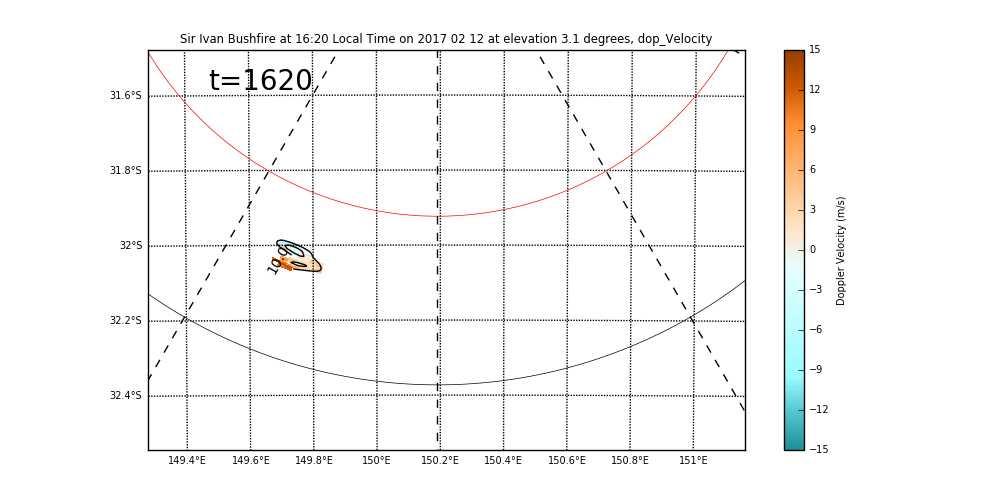 Sir Ivan Bushfire at 16:20 Local Time on 2017 02 12 at elevation 3.1 degrees, dop_Velocity
t=1620
31.6°S
31.8°S
32°S
32.2°S
32.4°S
149.4°E 149.6°E 149.8°E 150°E 150.2°E 150.4°E 150.6°E 150.8°E 151°E
0
10
15
12
9
6
3
0
−3
−6
−9
−12
−15
Doppler Velocity (m/s)